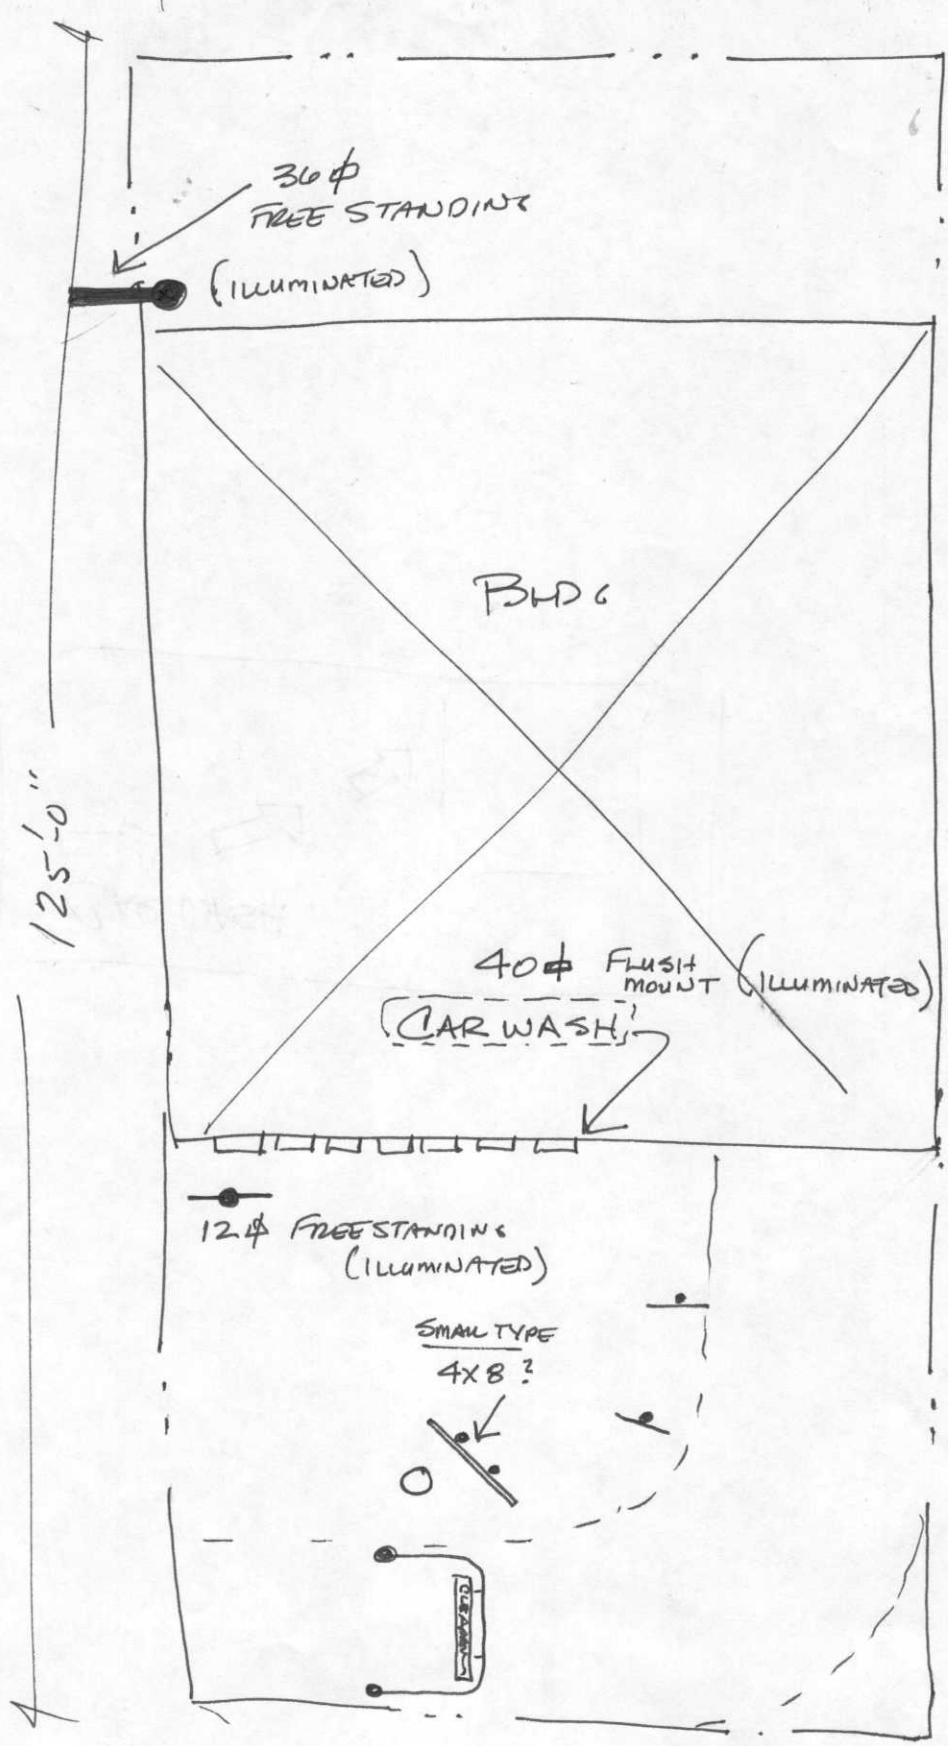 36⌽
FREE STANDING
(ILLUMINATED)
BLDG
125'-0"
40⌽ FLUSH
MOUNT (ILLUMINATED)
CAR WASH
12⌽ FREESTANDING
(ILLUMINATED)
SMALL TYPE
4X8 ?